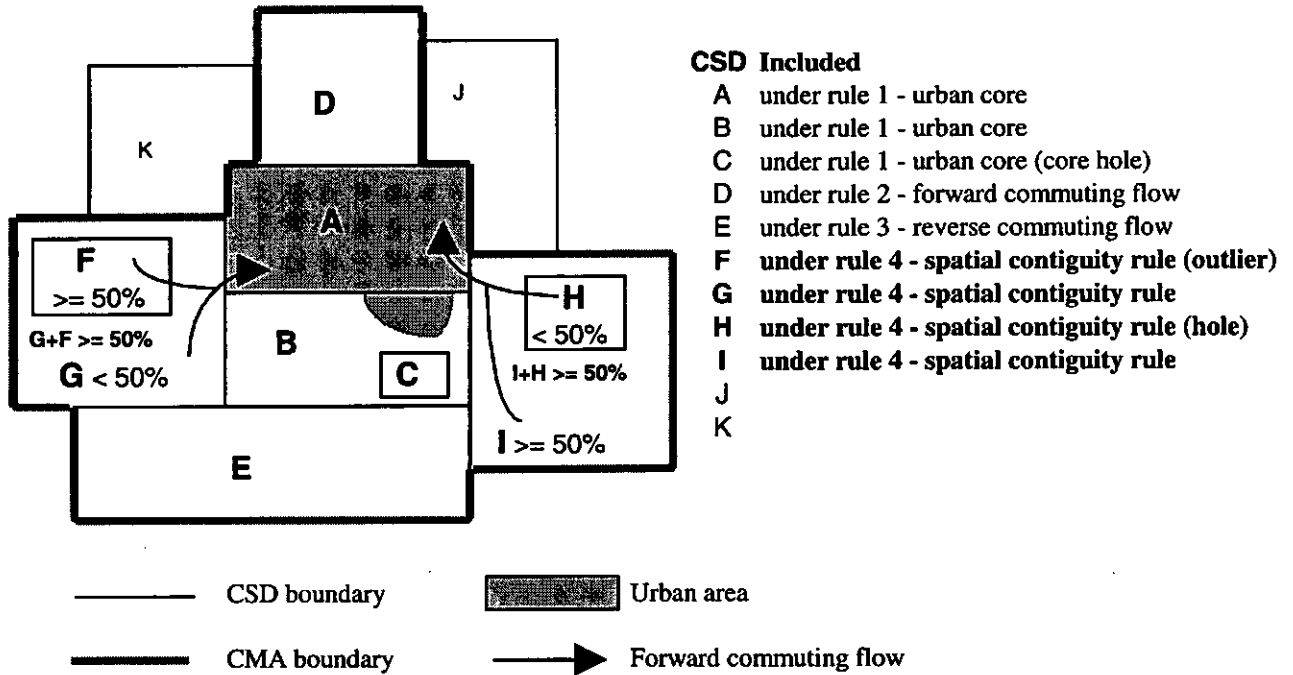 D
J
K
A
F
>= 50%
G+F >= 50%
G < 50%
B
C
H
< 50%
I+H >= 50%
I >= 50%
E
CSD Included
A under rule 1 - urban core
B under rule 1 - urban core
C under rule 1 - urban core (core hole)
D under rule 2 - forward commuting flow
E under rule 3 - reverse commuting flow
F under rule 4 - spatial contiguity rule (outlier)
G under rule 4 - spatial contiguity rule
H under rule 4 - spatial contiguity rule (hole)
I under rule 4 - spatial contiguity rule
J
K
CSD boundary
Urban area
CMA boundary
Forward commuting flow